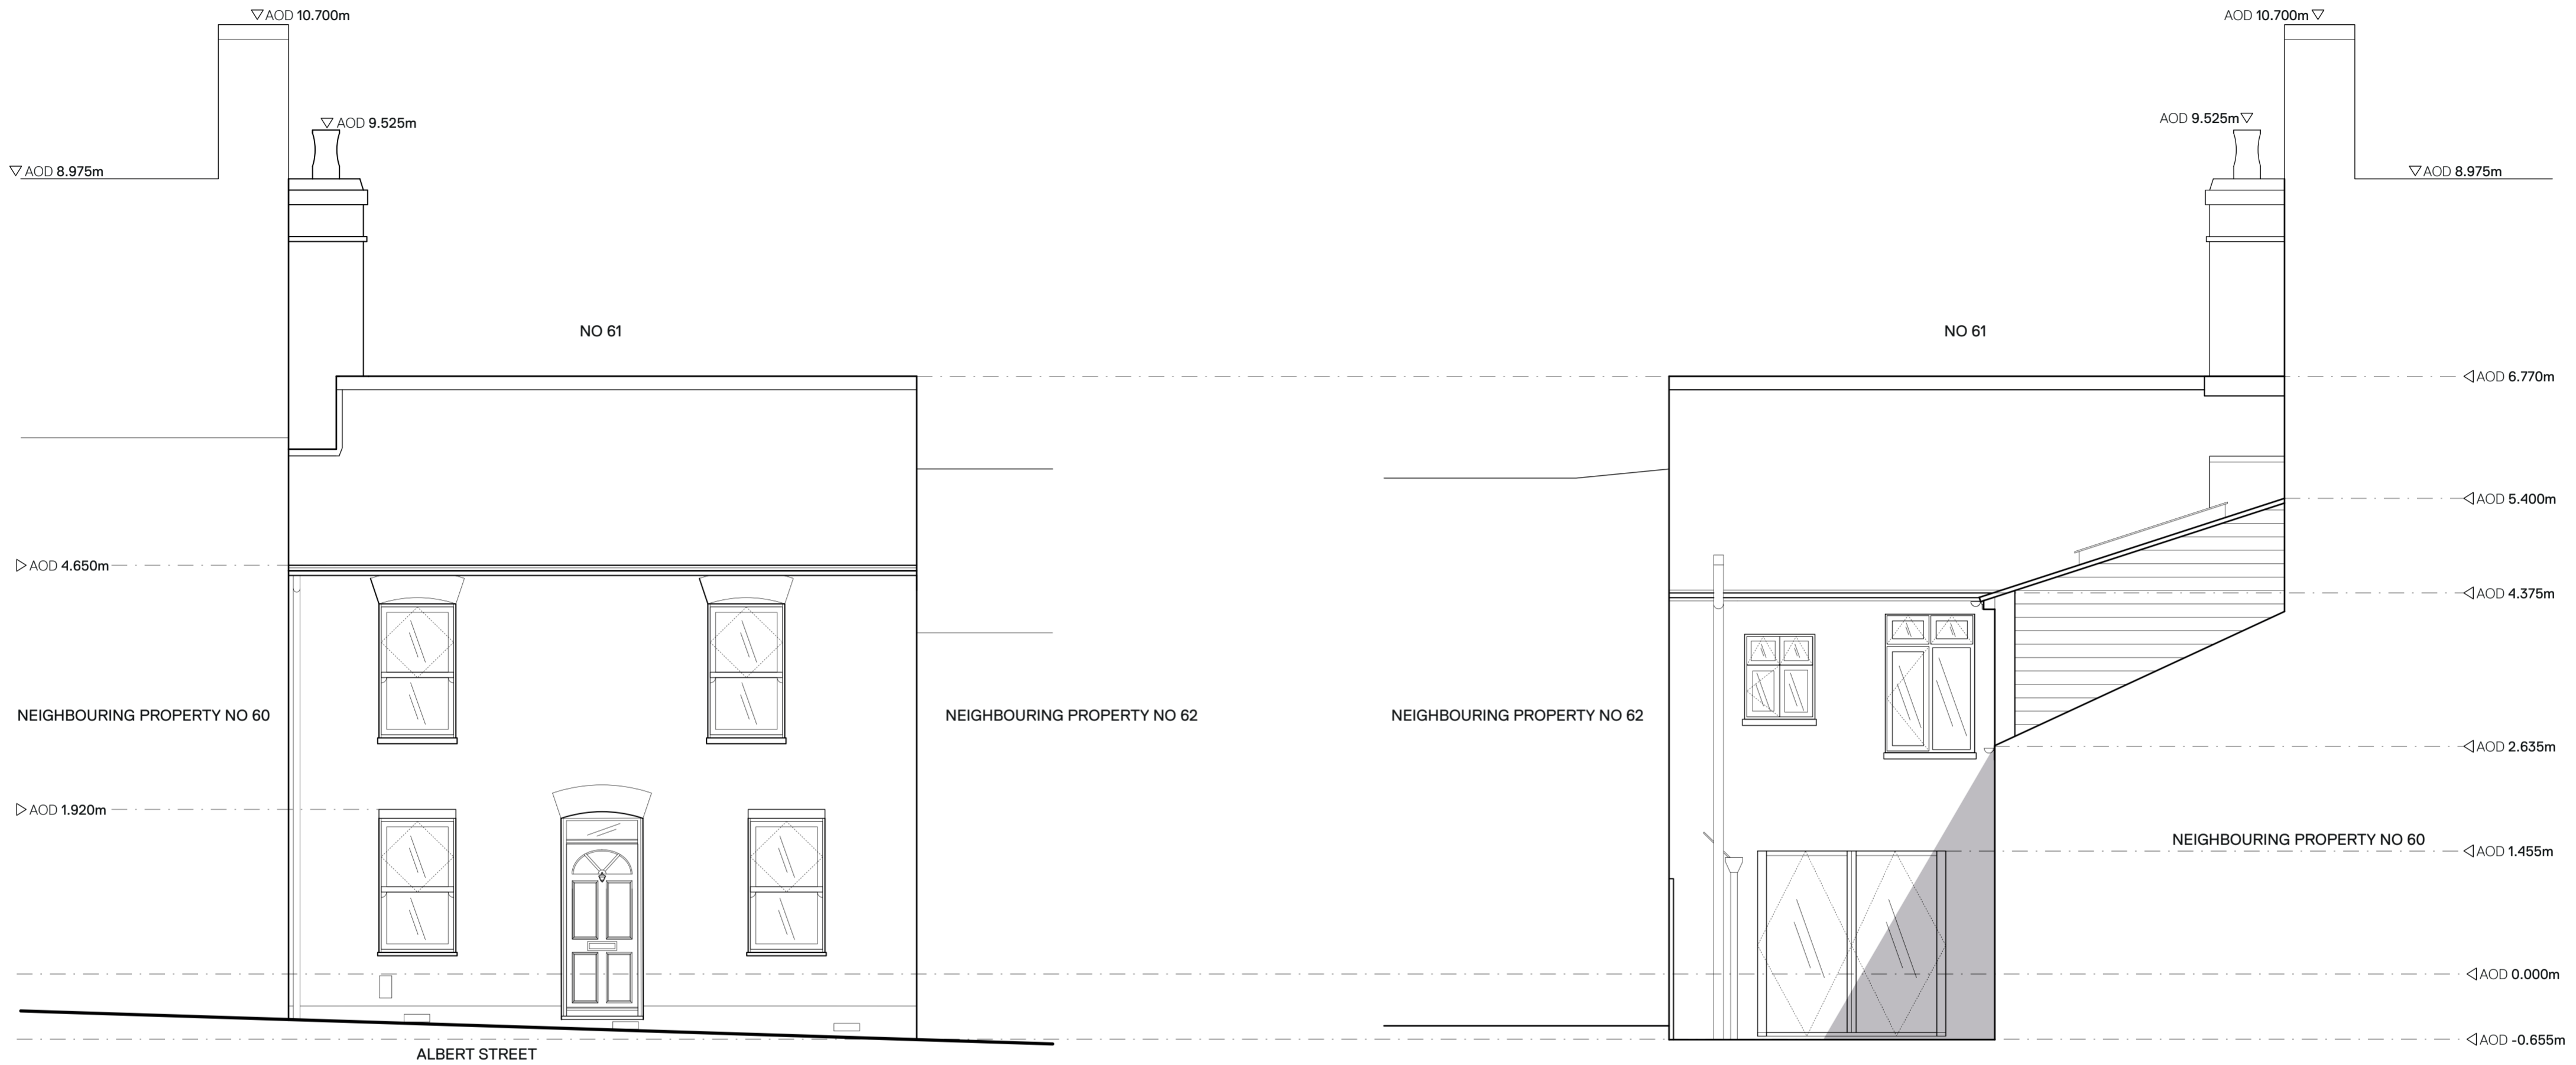 AOD 10.700m
AOD 10.700m
AOD 9.525m
AOD 9.525m
AOD 8.975m
AOD 8.975m
NO 61
NO 61
AOD 6.770m
AOD 5.400m
AOD 4.650m
AOD 4.375m
NEIGHBOURING PROPERTY NO 60
NEIGHBOURING PROPERTY NO 62
NEIGHBOURING PROPERTY NO 62
AOD 2.635m
AOD 1.920m
NEIGHBOURING PROPERTY NO 60
AOD 1.455m
AOD 0.000m
AOD -0.655m
ALBERT STREET